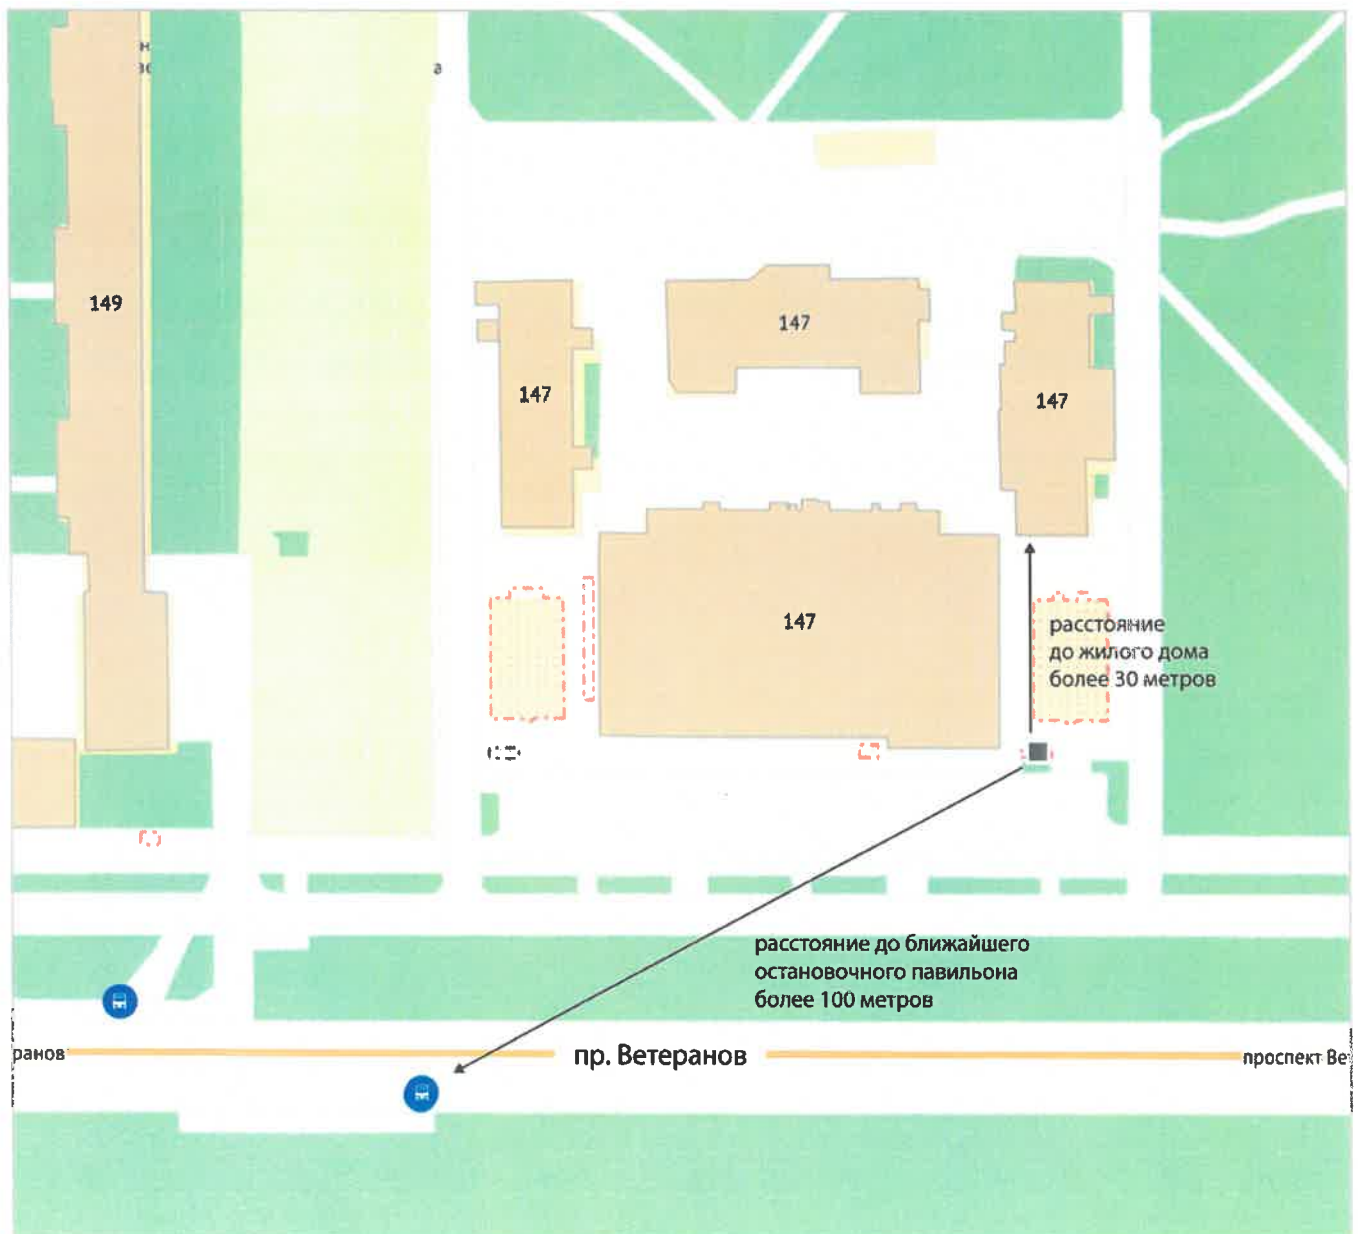 149
147
147
147
147
расстояние
до жилого дома
более 30 метров
расстояние до ближайшего
остановочного павильона
более 100 метров
ранов
пр. Ветеранов
проспект Ве